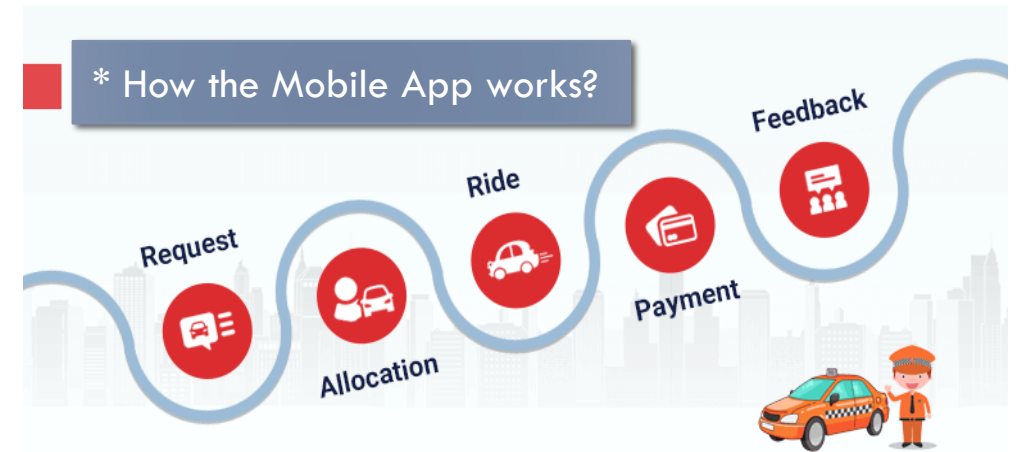 * How the Mobile App works?
Request
Allocation
Ride
Payment
Feedback